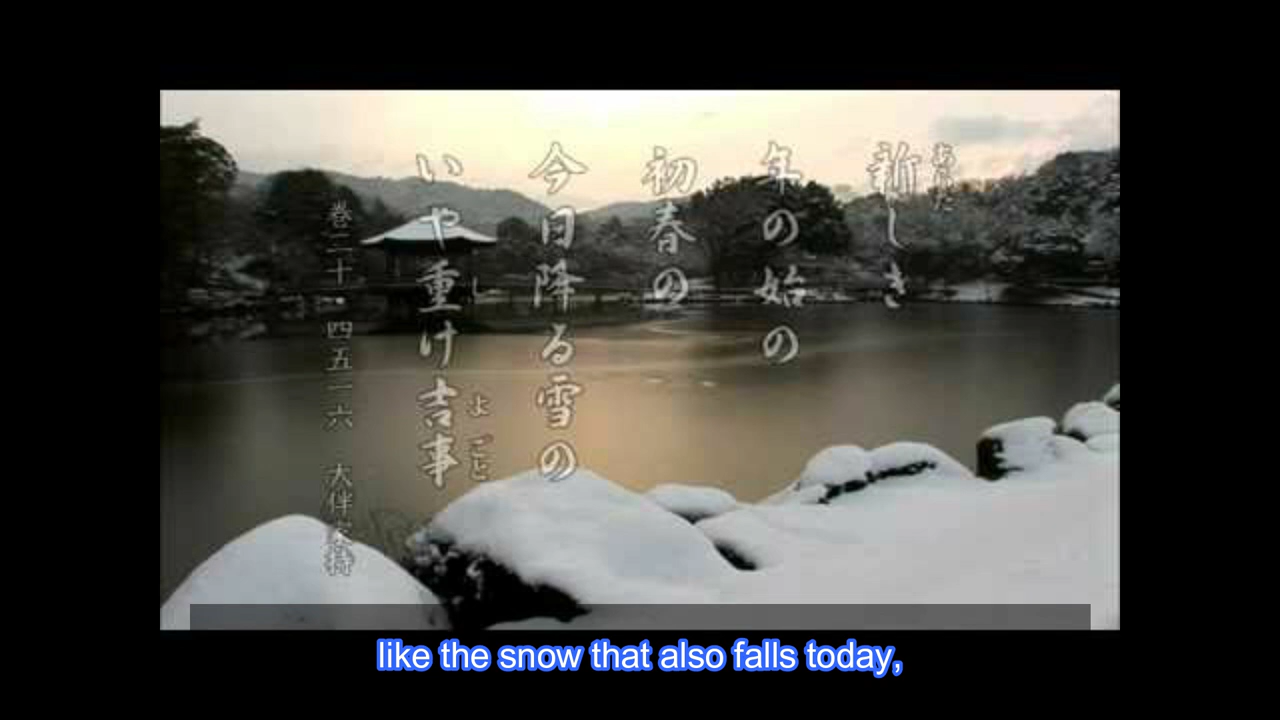 新しき
あらた
年の始の
初春の
今日降る雪の
いや重け吉事
し よごと
巻二十・四五一六 大伴家持
like the snow that also falls today,